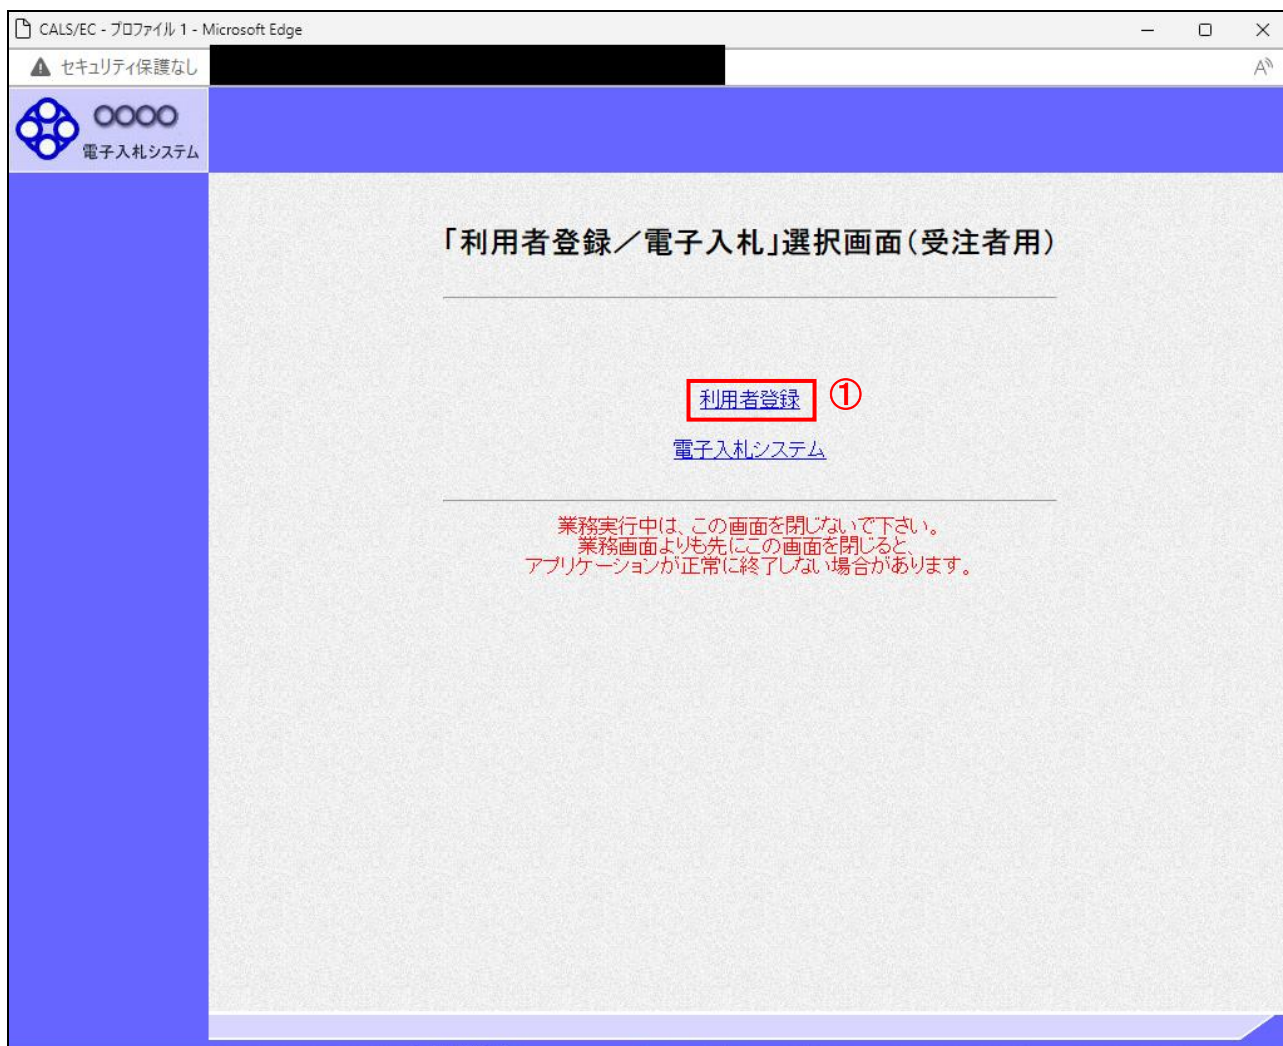 CALS/EC - プロファイル 1 - Microsoft Edge
セキュリティ保護なし
○○○○
電子入札システム
「利用者登録／電子入札」選択画面(受注者用)
利用者登録 ①
電子入札システム
業務実行中は、この画面を閉じないで下さい。
業務画面よりも先にこの画面を閉じると、
アプリケーションが正常に終了しない場合があります。